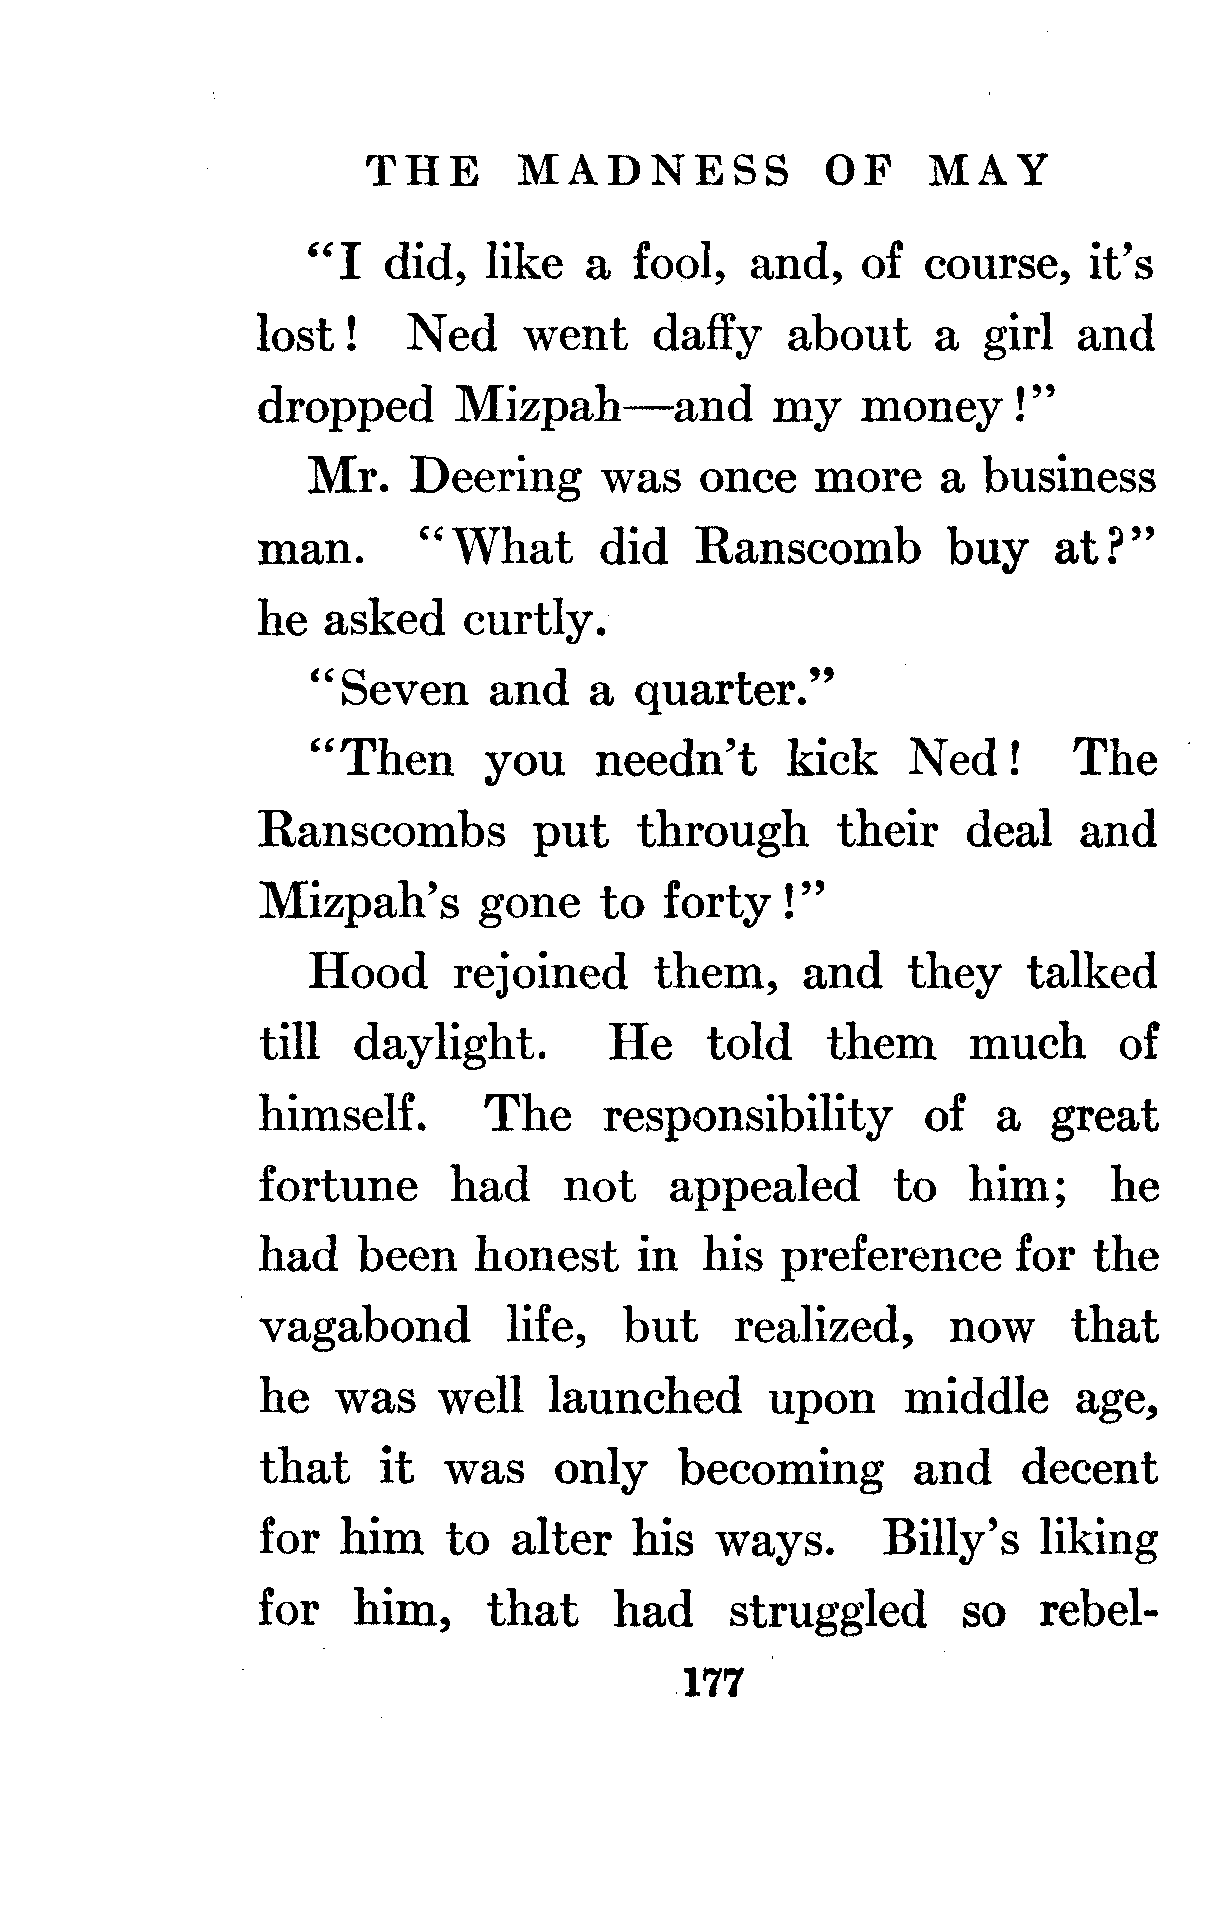 THE MADNESS OF MAY
“I did, like a fool, and, of course, it’s
lost! Ned went daffy about a girl and
dropped Mizpah—and my money!”
Mr. Deering was once more a business
man. “What did Ranscomb buy at?”
he asked curtly.
“Seven and a quarter.”
“Then you needn’t kick Ned! The
Ranscombs put through their deal and
Mizpah’s gone to forty!”
Hood rejoined them, and they talked
till daylight. He told them much of
himself. The responsibility of a great
fortune had not appealed to him; he
had been honest in his preference for the
vagabond life, but realized, now that
he was well launched upon middle age,
that it was only becoming and decent
for him to alter his ways. Billy’s liking
for him, that had struggled so rebel-
177